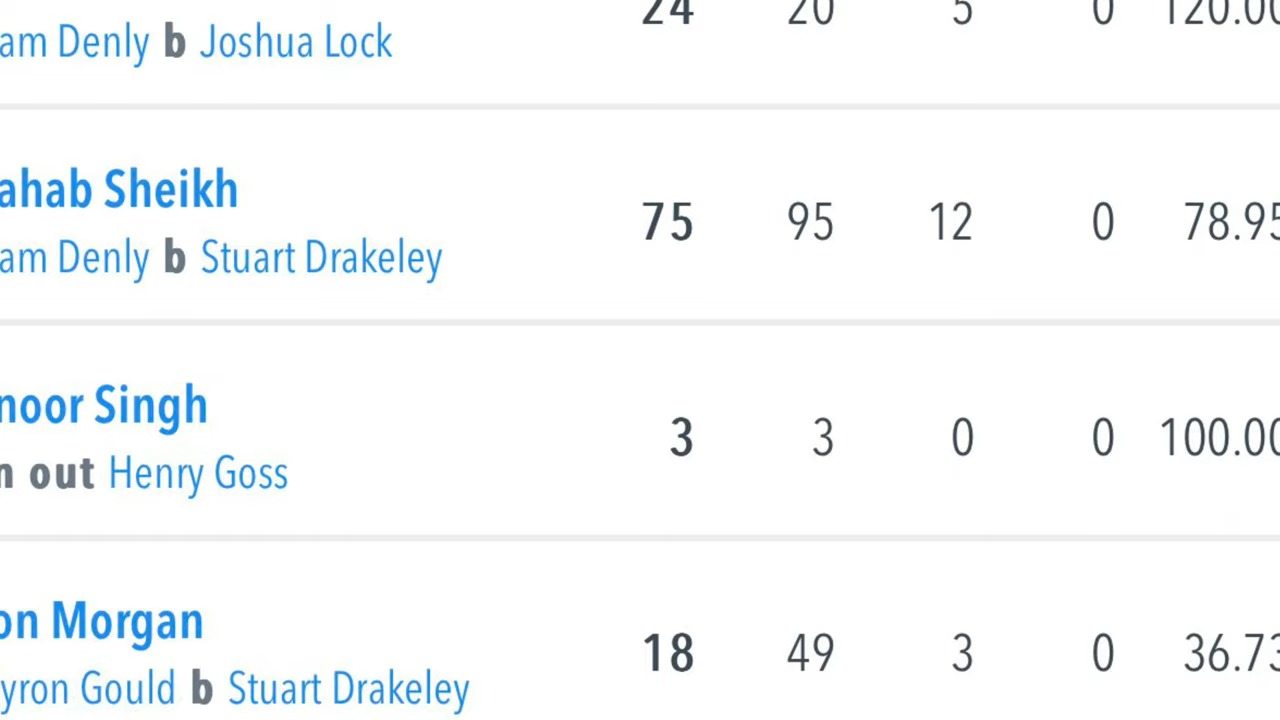 24 20 5 0 120.00
am Denly b Joshua Lock
ahab Sheikh
75 95 12 0 78.95
am Denly b Stuart Drakeley
noor Singh
3 3 0 0 100.00
n out Henry Goss
on Morgan
18 49 3 0 36.73
yron Gould b Stuart Drakeley